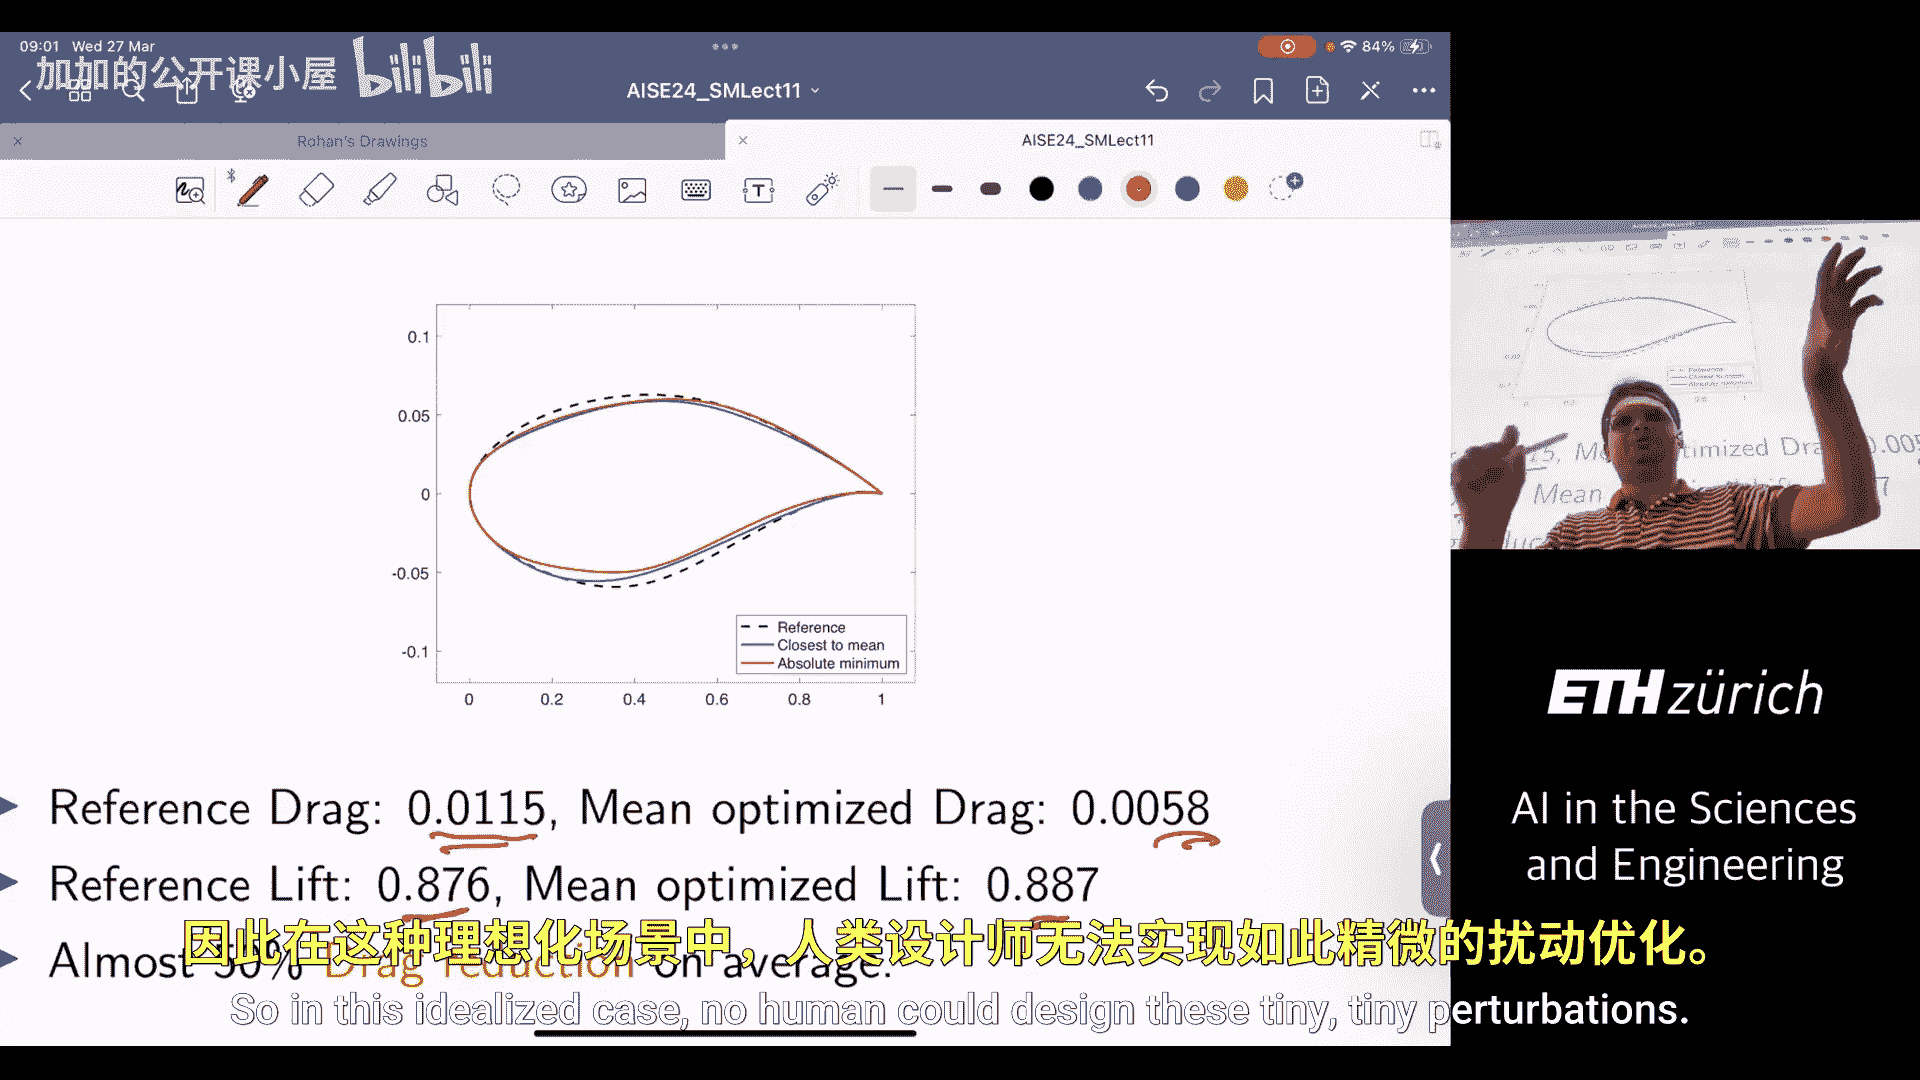 09:01 Wed 27 Mar
84%
加加的公开课小屋 bilibili
AISE24_SMLect11
Rohan's Drawings
AISE24_SMLect11
0.1
0.05
0
-0.05
-0.1
0 0.2 0.4 0.6 0.8 1
Reference
Closest to mean
Absolute minimum
Reference Drag: 0.0115, Mean optimized Drag: 0.0058
Reference Lift: 0.876, Mean optimized Lift: 0.887
Almost 50% Drag reduction on average.
因此在这种理想化场景中，人类设计师无法实现如此精微的扰动优化。
So in this idealized case, no human could design these tiny, tiny perturbations.
ETH zürich
AI in the Sciences
and Engineering